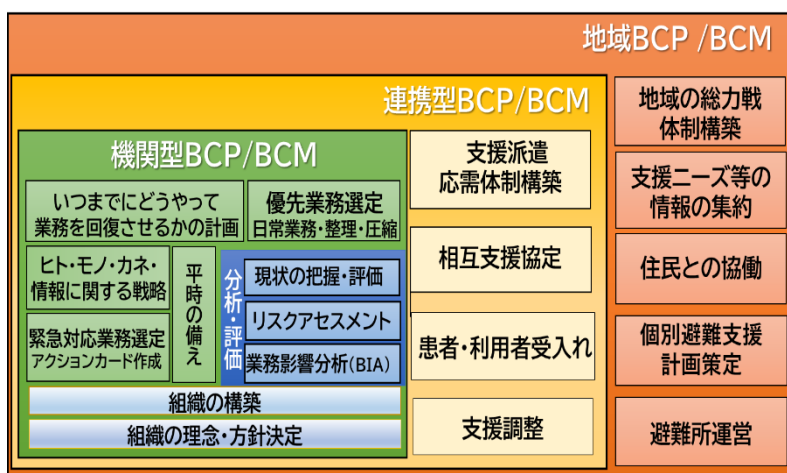 地域BCP /BCM
連携型BCP/BCM
機関型BCP/BCM
いつまでにどうやって
業務を回復させるかの計画
優先業務選定
日常業務・整理・圧縮
ヒト・モノ・カネ・
情報に関する戦略
平時の備え
分析・評価
現状の把握・評価
リスクアセスメント
業務影響分析(BIA)
緊急対応業務選定
アクションカード作成
組織の構築
組織の理念・方針決定
支援派遣
応需体制構築
相互支援協定
患者・利用者受入れ
支援調整
地域の総力戦
体制構築
支援ニーズ等の
情報の集約
住民との協働
個別避難支援
計画策定
避難所運営